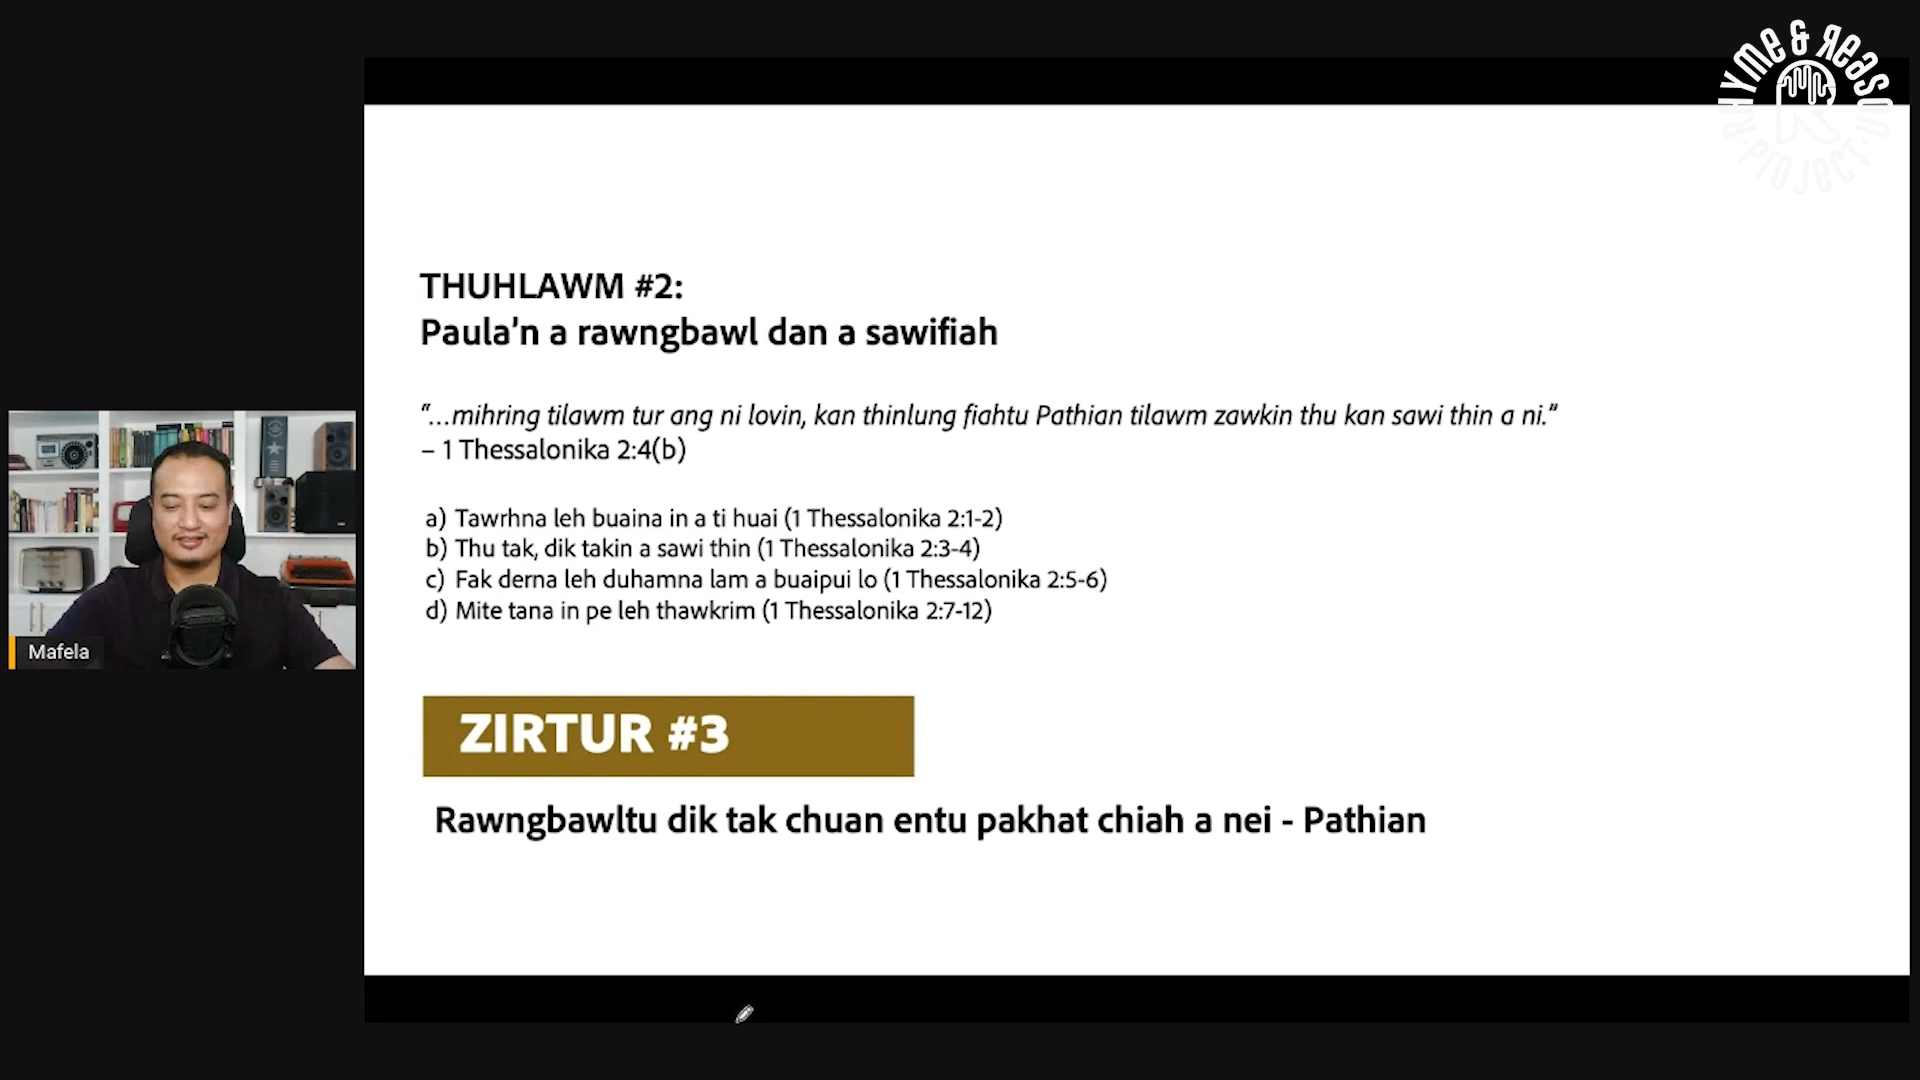 RHYME & REASON
PROJECT
THUHLAWM #2:
Paula’n a rawngbawl dan a sawifiah
“…mihring tilawm tur ang ni lovin, kan thinlung fiahtu Pathian tilawm zawkin thu kan sawi thin a ni.”
– 1 Thessalonika 2:4(b)
a) Tawrhna leh buaina in a ti huai (1 Thessalonika 2:1-2)
b) Thu tak, dik takin a sawi thin (1 Thessalonika 2:3-4)
c) Fak derna leh duhamna lam a buaipui lo (1 Thessalonika 2:5-6)
d) Mite tana in pe leh thawkrim (1 Thessalonika 2:7-12)
Mafela
ZIRTUR #3
Rawngbawltu dik tak chuan entu pakhat chiah a nei - Pathian